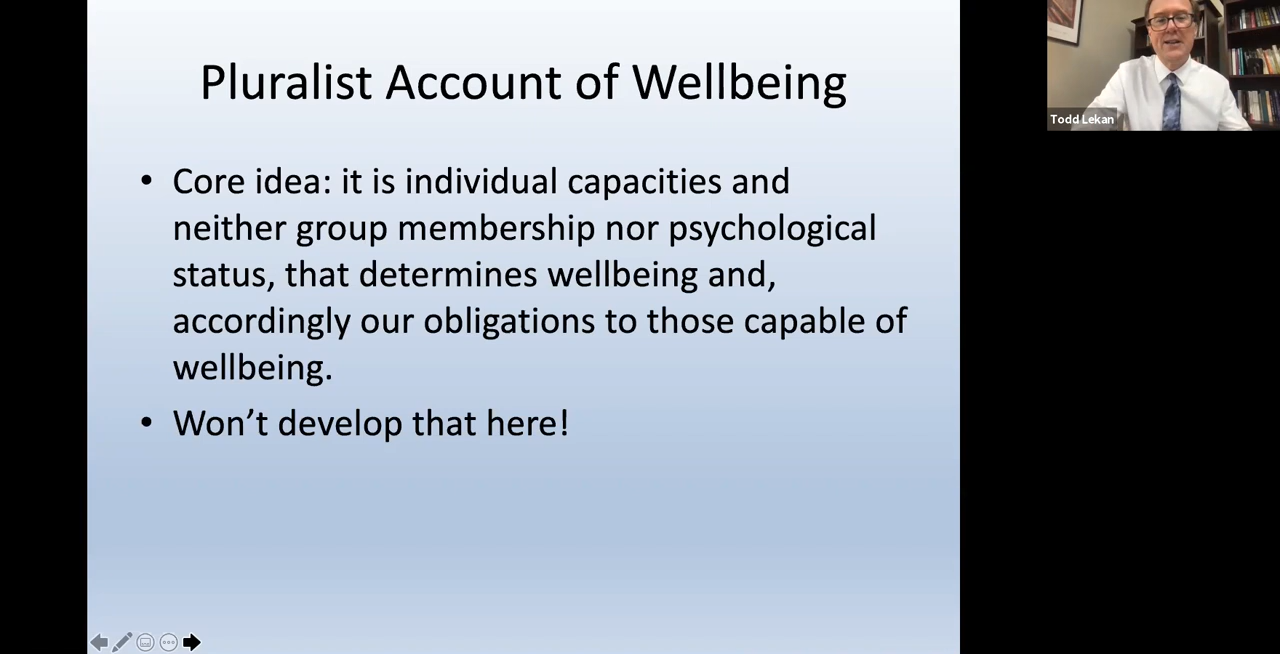 Pluralist Account of Wellbeing
• Core idea: it is individual capacities and
neither group membership nor psychological
status, that determines wellbeing and,
accordingly our obligations to those capable of
wellbeing.
• Won’t develop that here!
Todd Lekan